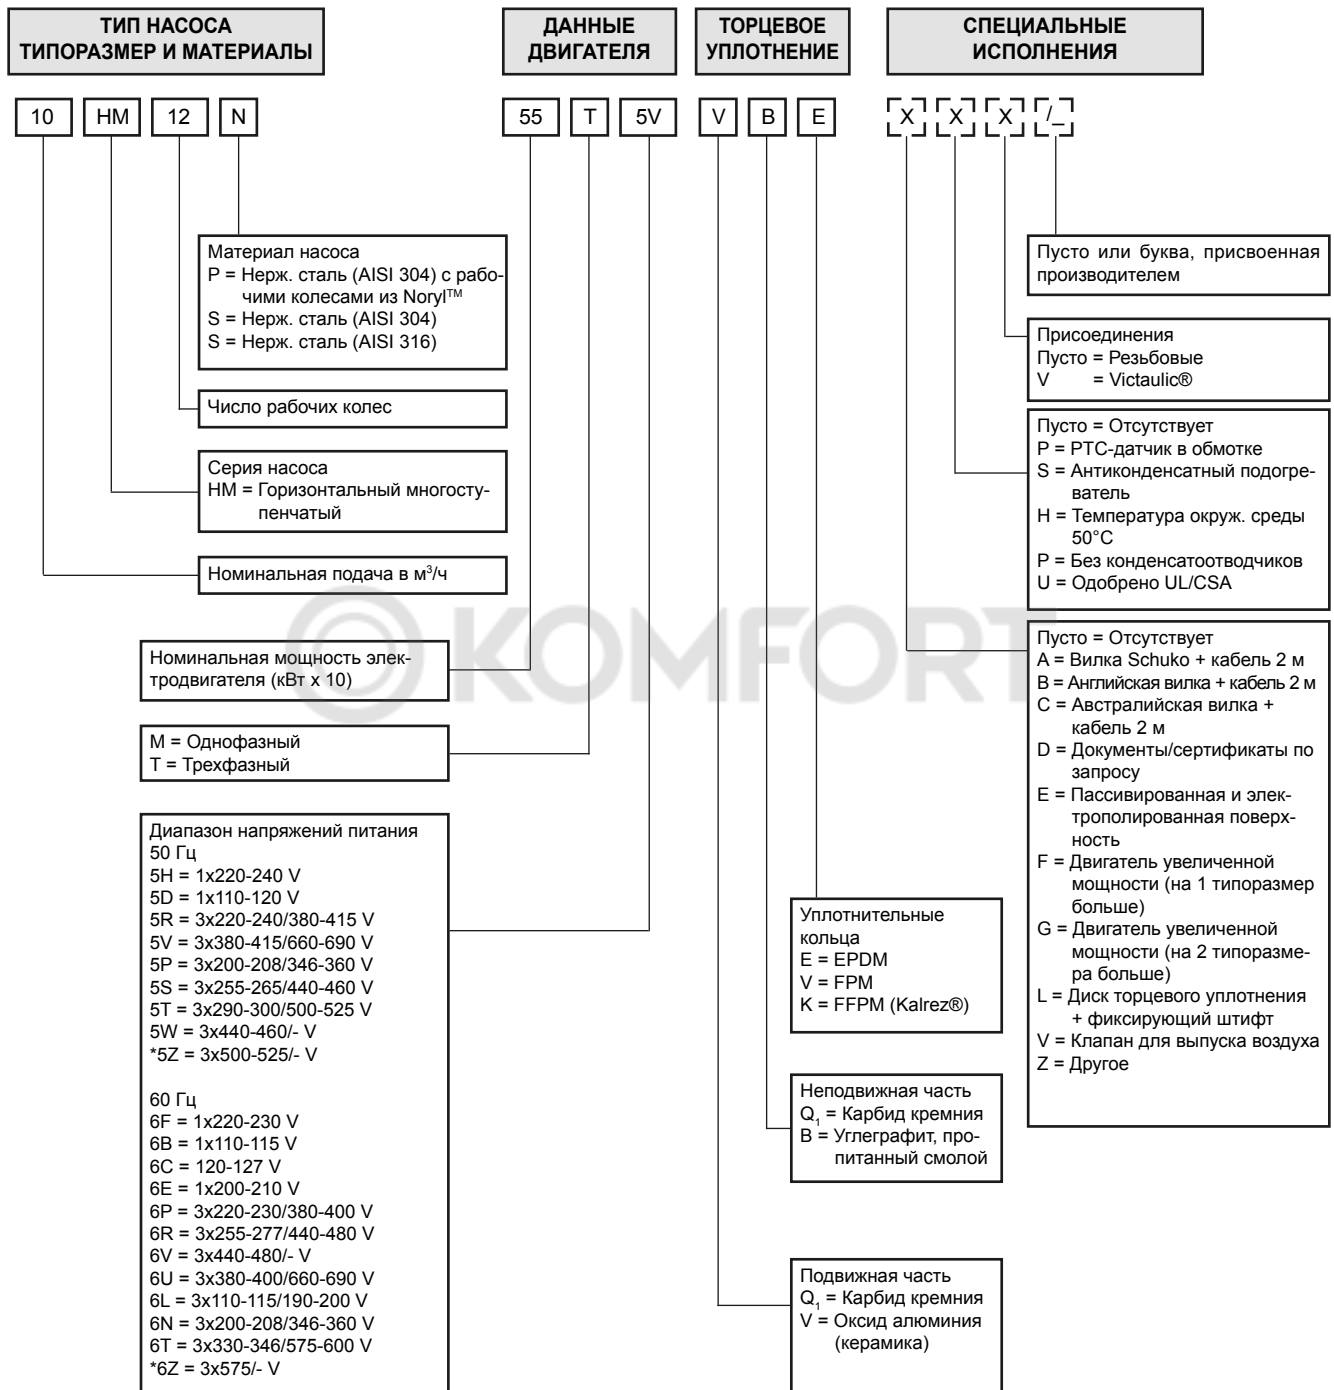 ТИП НАСОСА
ТИПОРАЗМЕР И МАТЕРИАЛЫ
ДАННЫЕ
ДВИГАТЕЛЯ
ТОРЦЕВОЕ
УПЛОТНЕНИЕ
СПЕЦИАЛЬНЫЕ
ИСПОЛНЕНИЯ
10 HM 12 N 55 T 5V V B E X X X /_
Материал насоса
P = Нерж. сталь (AISI 304) с рабо-
чими колесами из Noryl™
S = Нерж. сталь (AISI 304)
S = Нерж. сталь (AISI 316)
Число рабочих колес
Серия насоса
HM = Горизонтальный многосту-
пенчатый
Номинальная подача в м³/ч
Номинальная мощность элек-
тродвигателя (кВт x 10)
M = Однофазный
T = Трехфазный
Диапазон напряжений питания
50 Гц
5H = 1x220-240 V
5D = 1x110-120 V
5R = 3x220-240/380-415 V
5V = 3x380-415/660-690 V
5P = 3x200-208/346-360 V
5S = 3x255-265/440-460 V
5T = 3x290-300/500-525 V
5W = 3x440-460/- V
*5Z = 3x500-525/- V
60 Гц
6F = 1x220-230 V
6B = 1x110-115 V
6C = 120-127 V
6E = 1x200-210 V
6P = 3x220-230/380-400 V
6R = 3x255-277/440-480 V
6V = 3x440-480/- V
6U = 3x380-400/660-690 V
6L = 3x110-115/190-200 V
6N = 3x200-208/346-360 V
6T = 3x330-346/575-600 V
*6Z = 3x575/- V
Уплотнительные
кольца
E = EPDM
V = FPM
K = FFPM (Kalrez®)
Неподвижная часть
Q₁ = Карбид кремния
B = Углеграфит, про-
питанный смолой
Подвижная часть
Q₁ = Карбид кремния
V = Оксид алюминия
(керамика)
Пусто или буква, присвоенная
производителем
Присоединения
Пусто = Резьбовые
V = Victaulic®
Пусто = Отсутствует
P = PTC-датчик в обмотке
S = Антиконденсатный подогре-
ватель
H = Температура окруж. среды
50°C
P = Без конденсатоотводчиков
U = Одобрено UL/CSA
Пусто = Отсутствует
A = Вилка Schuko + кабель 2 м
B = Английская вилка + кабель 2 м
C = Австралийская вилка +
кабель 2 м
D = Документы/сертификаты по
запросу
E = Пассивированная и элек-
трополированная поверх-
ность
F = Двигатель увеличенной
мощности (на 1 типоразмер
больше)
G = Двигатель увеличенной
мощности (на 2 типоразме-
ра больше)
L = Диск торцевого уплотнения
+ фиксирующий штифт
V = Клапан для выпуска воздуха
Z = Другое
KOMFORT